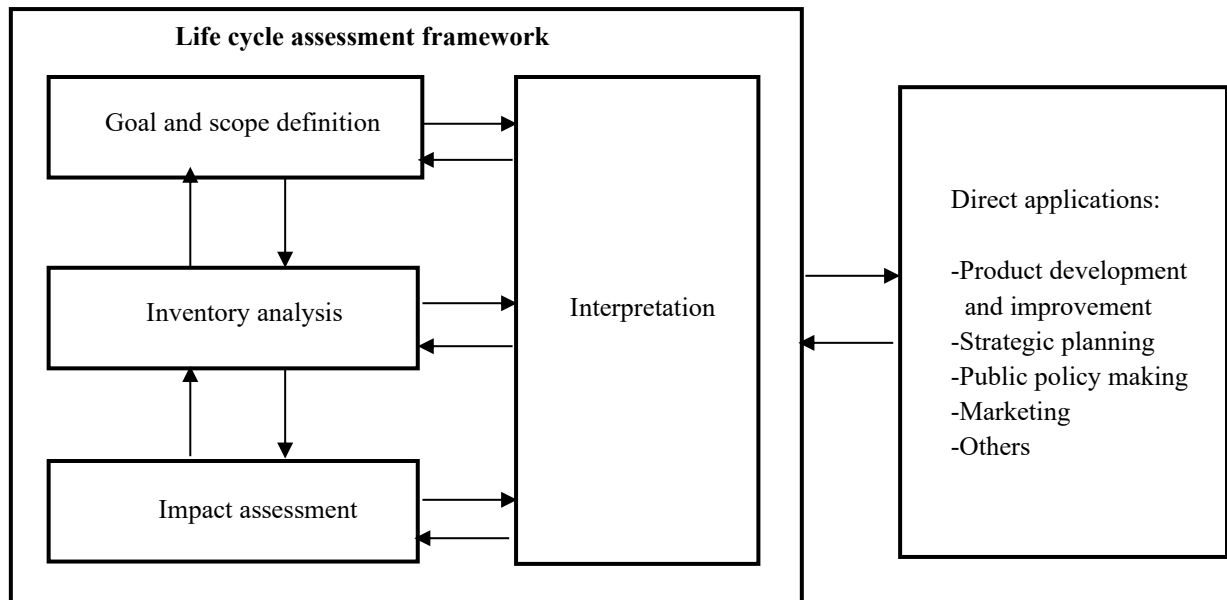 Life cycle assessment framework
Goal and scope definition
Inventory analysis
Impact assessment
Interpretation
Direct applications:
-Product development
and improvement
-Strategic planning
-Public policy making
-Marketing
-Others